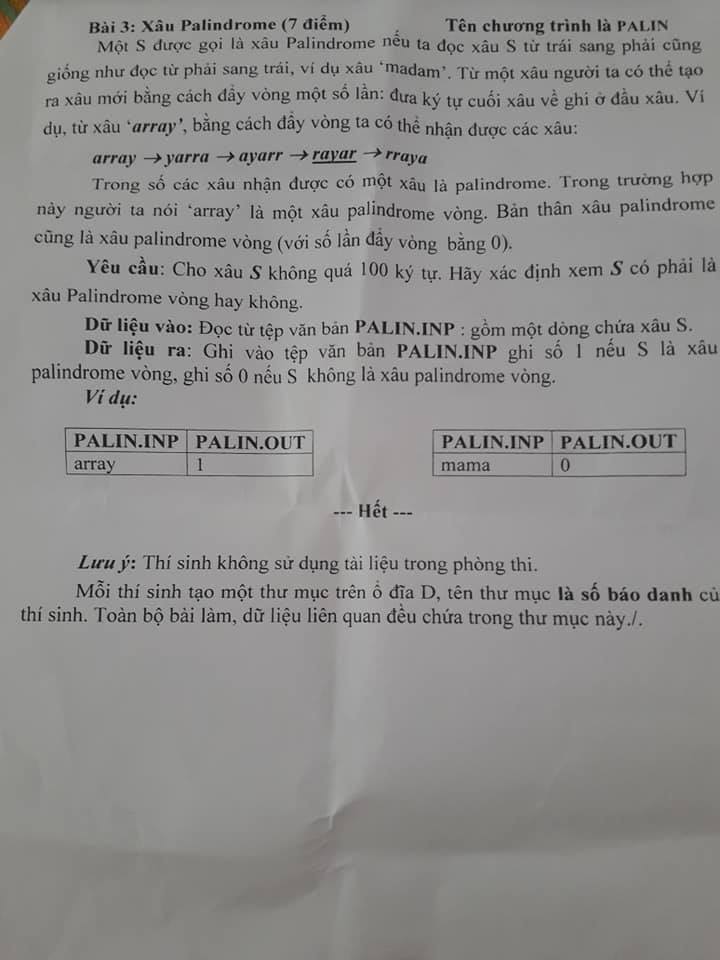 Bài 3: Xâu Palindrome (7 điểm) Tên chương trình là PALIN
Một S được gọi là xâu Palindrome nếu ta đọc xâu S từ trái sang phải cũng
giống như đọc từ phải sang trái, ví dụ xâu ‘madam’. Từ một xâu người ta có thể tạo
ra xâu mới bằng cách đẩy vòng một số lần: đưa ký tự cuối xâu về ghi ở đầu xâu. Ví
dụ, từ xâu ‘array’, bằng cách đẩy vòng ta có thể nhận được các xâu:
array → yarra → ayarr → rayar → rraya
Trong số các xâu nhận được có một xâu là palindrome. Trong trường hợp
này người ta nói ‘array’ là một xâu palindrome vòng. Bản thân xâu palindrome
cũng là xâu palindrome vòng (với số lần đẩy vòng bằng 0).
Yêu cầu: Cho xâu S không quá 100 ký tự. Hãy xác định xem S có phải là
xâu Palindrome vòng hay không.
Dữ liệu vào: Đọc từ tệp văn bản PALIN.INP : gồm một dòng chứa xâu S.
Dữ liệu ra: Ghi vào tệp văn bản PALIN.INP ghi số 1 nếu S là xâu
palindrome vòng, ghi số 0 nếu S không là xâu palindrome vòng.
Ví dụ:
PALIN.INP PALIN.OUT PALIN.INP PALIN.OUT
array 1 mama 0
--- Hết ---
Lưu ý: Thí sinh không sử dụng tài liệu trong phòng thi.
Mỗi thí sinh tạo một thư mục trên ổ đĩa D, tên thư mục là số báo danh củ
thí sinh. Toàn bộ bài làm, dữ liệu liên quan đều chứa trong thư mục này./.